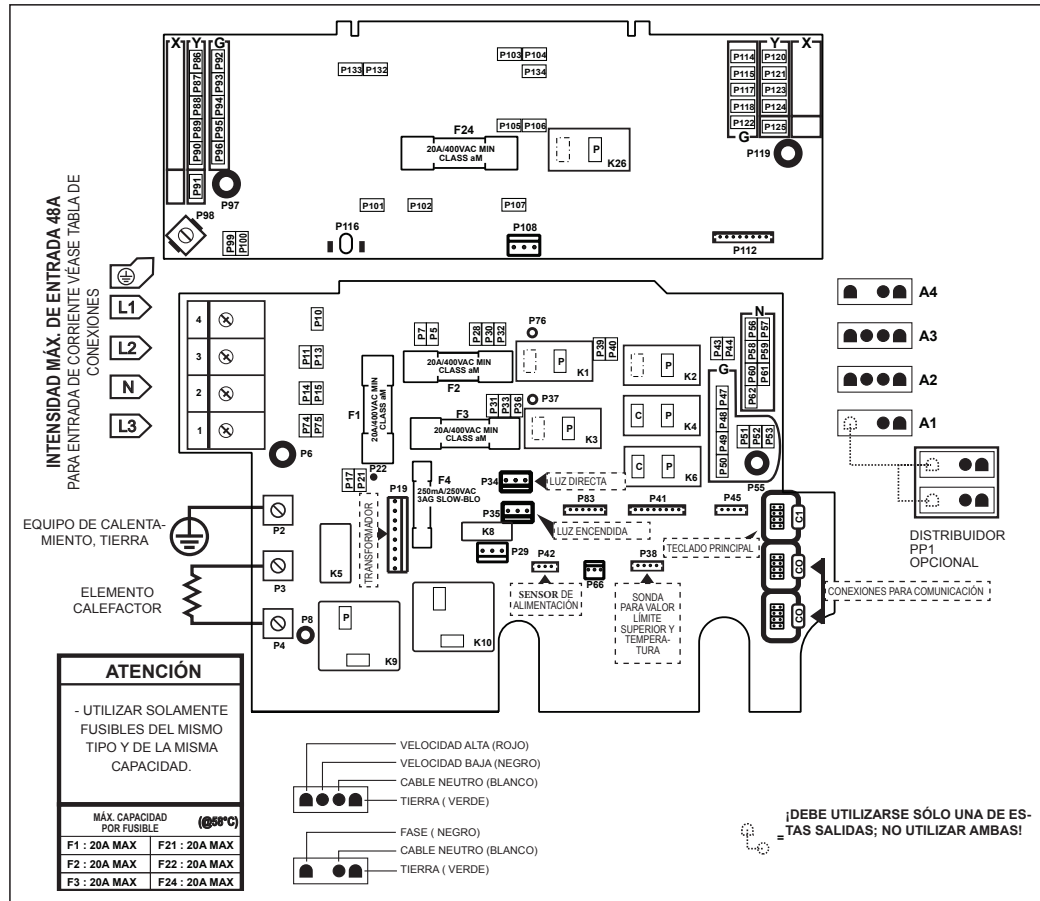 X Y G
P86
P87
P88
P89
P90
P91
P92
P93
P94
P95
P96
P97
P98
P99
P100
P133 P132
P103 P104
P134
P105 P106
F24
20A/400VAC MIN
CLASS aM
P
K26
P101
P102
P107
P116
P108
P112
Y X
P114 P120
P115 P121
P117 P123
P118 P124
P122 P125
G
P119
INTENSIDAD MÁX. DE ENTRADA 48A
PARA ENTRADA DE CORRIENTE VÉASE TABLA DE
CONEXIONES
L1
L2
N
L3
4
3
2
1
P10
P11 P13
P14 P15
P74 P75
P6
P7 P5
P28 P30 P32
P76
20A/400VAC MIN
CLASS aM
F2
F1
20A/400VAC MIN
CLASS aM
P
K1
P39 P40
P
K2
P43 P44
G
N
P56 P57
P58 P59
P60 P61
P62
P31 P33 P36
P37
F3
20A/400VAC MIN
CLASS aM
P
K3
C P
K4
P47
P48
P49
P50
P51
P52
P53
P55
C P
K6
P17 P21
P22
P19
F4
250mA/250VAC
3AG SLOW-BLO
TRANSFORMADOR
P34
LUZ DIRECTA
P35
LUZ ENCENDIDA
K8
P29
P83
P41
P45
TECLADO PRINCIPAL
C1
CO
CO
P42
SENSOR DE
ALIMENTACIÓN
P66
P38
SONDA
PARA VALOR
LÍMITE
SUPERIOR Y
TEMPERA-
TURA
CONEXIONES PARA COMUNICACIÓN
A4
A3
A2
A1
DISTRIBUIDOR
PP1
OPCIONAL
EQUIPO DE CALENTA-
MIENTO, TIERRA
P2
P3
P4
P8
K5
P
K9
K10
ELEMENTO
CALEFACTOR
ATENCIÓN
- UTILIZAR SOLAMENTE
FUSIBLES DEL MISMO
TIPO Y DE LA MISMA
CAPACIDAD.
MÁX. CAPACIDAD
POR FUSIBLE (@58°C)
F1 : 20A MAX F21 : 20A MAX
F2 : 20A MAX F22 : 20A MAX
F3 : 20A MAX F24 : 20A MAX
VELOCIDAD ALTA (ROJO)
VELOCIDAD BAJA (NEGRO)
CABLE NEUTRO (BLANCO)
TIERRA ( VERDE)
FASE ( NEGRO)
CABLE NEUTRO (BLANCO)
TIERRA ( VERDE)
= ¡DEBE UTILIZARSE SÓLO UNA DE ES-
TAS SALIDAS; NO UTILIZAR AMBAS!